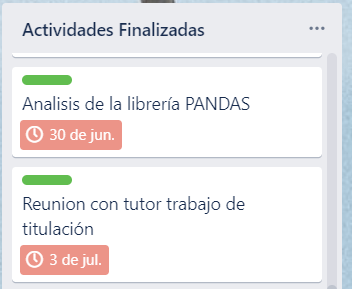 Actividades Finalizadas
Analisis de la librería PANDAS
30 de jun.
Reunion con tutor trabajo de
titulación
3 de jul.